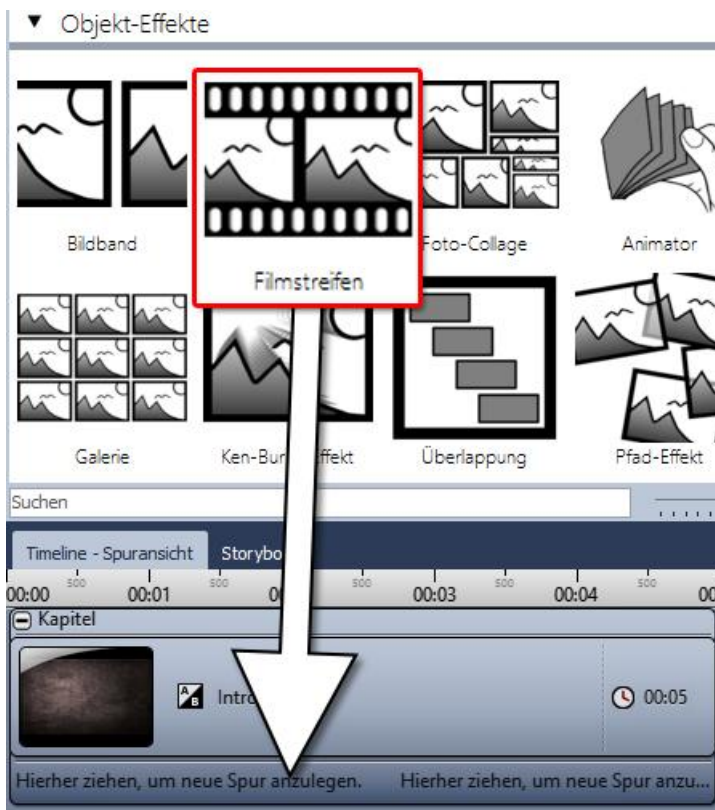 ▼ Objekt-Effekte
Bildband
Filmstreifen
Foto-Collage
Animator
Galerie
Ken-Bur ffekt
Überlappung
Pfad-Effekt
Suchen
Timeline - Spuransicht Storybo
00:00 500 00:01 500 0 500 00:03 500 00:04 500 00
Kapitel
A B Intro 00:05
Hierher ziehen, um neue Spur anzulegen. Hierher ziehen, um neue Spur anzu...